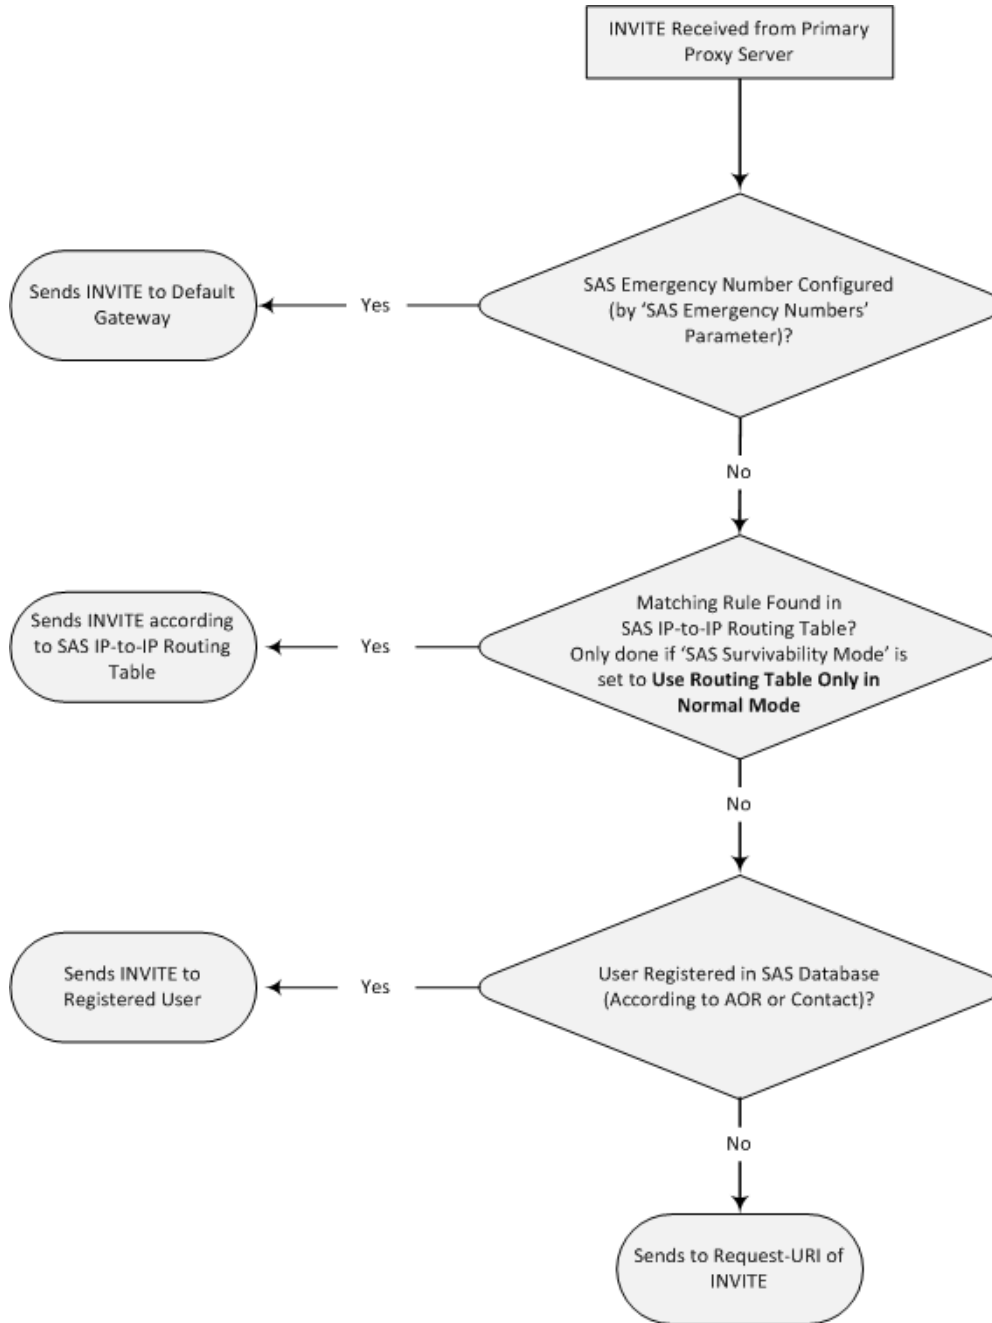 INVITE Received from Primary
Proxy Server
SAS Emergency Number Configured
(by ‘SAS Emergency Numbers’
Parameter)?
Yes
Sends INVITE to Default
Gateway
No
Matching Rule Found in
SAS IP-to-IP Routing Table?
Only done if ‘SAS Survivability Mode’ is
set to Use Routing Table Only in
Normal Mode
Yes
Sends INVITE according
to SAS IP-to-IP Routing
Table
No
User Registered in SAS Database
(According to AOR or Contact)?
Yes
Sends INVITE to
Registered User
No
Sends to Request-URI of
INVITE